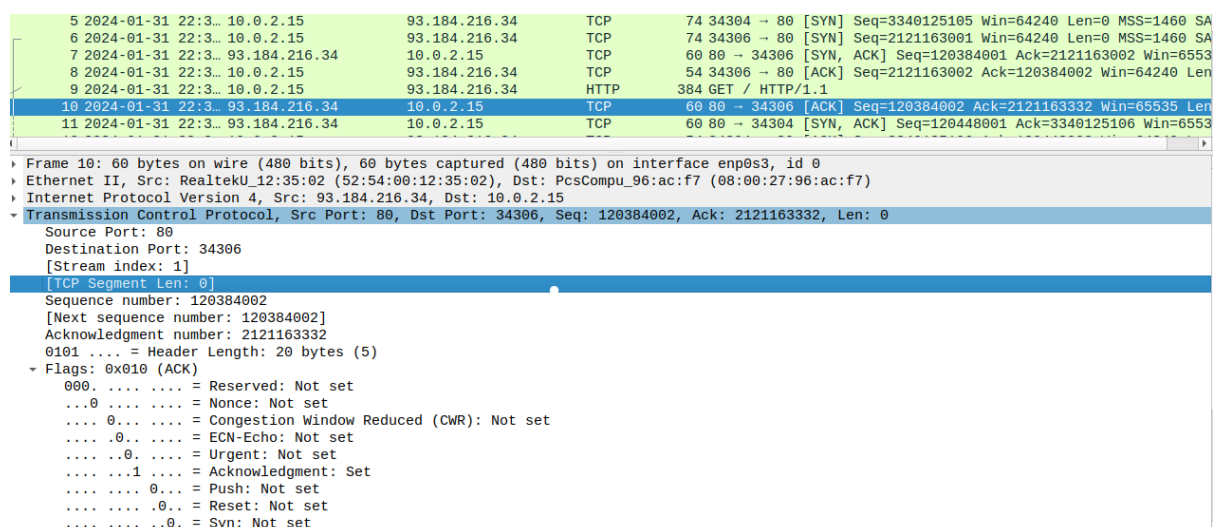 5 2024-01-31 22:3… 10.0.2.15 93.184.216.34 TCP 74 34304 → 80 [SYN] Seq=3340125105 Win=64240 Len=0 MSS=1460 SA
6 2024-01-31 22:3… 10.0.2.15 93.184.216.34 TCP 74 34306 → 80 [SYN] Seq=2121163001 Win=64240 Len=0 MSS=1460 SA
7 2024-01-31 22:3… 93.184.216.34 10.0.2.15 TCP 60 80 → 34306 [SYN, ACK] Seq=120384001 Ack=2121163002 Win=6553
8 2024-01-31 22:3… 10.0.2.15 93.184.216.34 TCP 54 34306 → 80 [ACK] Seq=2121163002 Ack=120384002 Win=64240 Len
9 2024-01-31 22:3… 10.0.2.15 93.184.216.34 HTTP 384 GET / HTTP/1.1
10 2024-01-31 22:3… 93.184.216.34 10.0.2.15 TCP 60 80 → 34306 [ACK] Seq=120384002 Ack=2121163332 Win=65535 Len
11 2024-01-31 22:3… 93.184.216.34 10.0.2.15 TCP 60 80 → 34304 [SYN, ACK] Seq=120448001 Ack=3340125106 Win=6553
Frame 10: 60 bytes on wire (480 bits), 60 bytes captured (480 bits) on interface enp0s3, id 0
Ethernet II, Src: RealtekU_12:35:02 (52:54:00:12:35:02), Dst: PcsCompu_96:ac:f7 (08:00:27:96:ac:f7)
Internet Protocol Version 4, Src: 93.184.216.34, Dst: 10.0.2.15
Transmission Control Protocol, Src Port: 80, Dst Port: 34306, Seq: 120384002, Ack: 2121163332, Len: 0
Source Port: 80
Destination Port: 34306
[Stream index: 1]
[TCP Segment Len: 0]
Sequence number: 120384002
[Next sequence number: 120384002]
Acknowledgment number: 2121163332
0101 .... = Header Length: 20 bytes (5)
Flags: 0x010 (ACK)
000. .... .... = Reserved: Not set
...0 .... .... = Nonce: Not set
.... 0... .... = Congestion Window Reduced (CWR): Not set
.... .0.. .... = ECN-Echo: Not set
.... ..0. .... = Urgent: Not set
.... ...1 .... = Acknowledgment: Set
.... .... 0... = Push: Not set
.... .... .0.. = Reset: Not set
.... .... ..0. = Syn: Not set